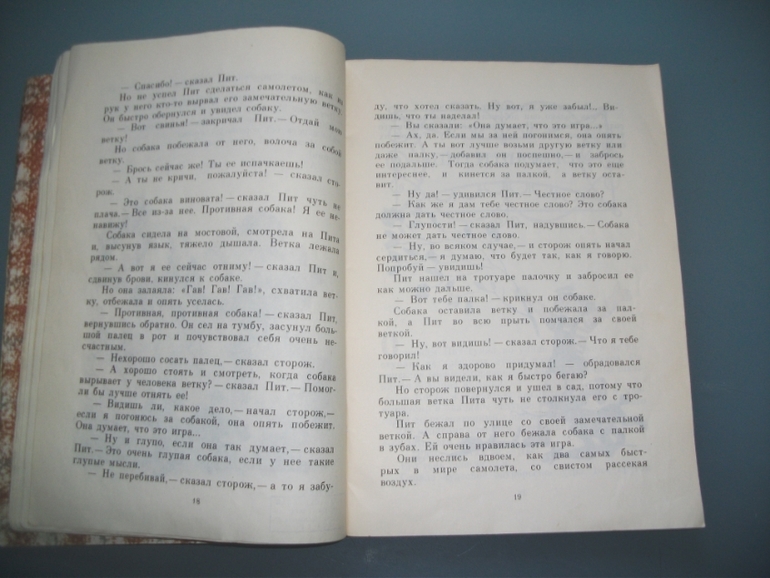 — Спасибо! — сказал Пит.
Но не успел Пит сделаться самолетом, как из
рук у него кто-то вырвал его замечательную ветку.
Он быстро обернулся и увидел собаку.
— Вот свинья! — закричал Пит. — Отдай мою
ветку!
Но собака побежала от него, волоча за собой
ветку.
— Брось сейчас же! Ты ее испачкаешь!
— А ты не кричи, пожалуйста! — сказал сто-
рож.
— Это собака виновата! — сказал Пит чуть не
плача. — Все из-за нее. Противная собака! Я ее не-
навижу!
Собака сидела на мостовой, смотрела на Пита
и, высунув язык, тяжело дышала. Ветка лежала
рядом.
— А вот я ее сейчас отниму! — сказал Пит и,
сдвинув брови, кинулся к собаке.
Но она залаяла: «Гав! Гав! Гав!», схватила вет-
ку, отбежала и опять уселась.
— Противная, противная собака! — сказал Пит,
вернувшись обратно. Он сел на тумбу, засунул боль-
шой палец в рот и почувствовал себя очень не-
счастным.
— Нехорошо сосать палец, — сказал сторож.
— А хорошо стоять и смотреть, когда собака
вырывает у человека ветку? — сказал Пит. — Помог-
ли бы лучше отнять ее!
— Видишь ли, какое дело, — начал сторож, —
если я погонюсь за собакой, она опять побежит.
Она думает, что это игра...
— Ну и глупо, если она так думает, — сказал
Пит. — Это очень глупая собака, если у нее такие
глупые мысли.
— Не перебивай, — сказал сторож, — а то я забу-
18
ду, что хотел сказать. Ну вот, я уже забыл!.. Ви-
дишь, что ты наделал!
— Вы сказали: «Она думает, что это игра...»
— Ах, да. Если мы за ней погонимся, она опять
побежит. А ты вот лучше возьми другую ветку или
даже палку, — добавил он поспешно, — и забрось
ее подальше. Тогда собака подумает, что это еще
интереснее, и кинется за палкой, а ветку оста-
вит.
— Ну да! — удивился Пит. — Честное слово?
— Как же я дам тебе честное слово? Это собака
должна дать честное слово.
— Глупости! — сказал Пит, надувшись. — Собака
не может дать честное слово.
— Ну, во всяком случае, — и сторож опять начал
сердиться, — я думаю, что будет так, как я говорю.
Попробуй — увидишь!
Пит нашел на тротуаре палочку и забросил ее
как можно дальше.
— Вот тебе палка! — крикнул он собаке.
Собака оставила ветку и побежала за пал-
кой, а Пит во всю прыть помчался за своей
веткой.
— Ну, вот видишь! — сказал сторож. — Что я тебе
говорил!
— Как я здорово придумал! — обрадовался
Пит. — А вы видели, как я быстро бегаю?
Но сторож повернулся и ушел в сад, потому что
большая ветка Пита чуть не столкнула его с тро-
туара.
Пит бежал по улице со своей замечательной
веткой. А справа от него бежала собака с палкой
в зубах. Ей очень нравилась эта игра.
Они неслись вдвоем, как два самых быст-
рых в мире самолета, со свистом рассекая
воздух.
19